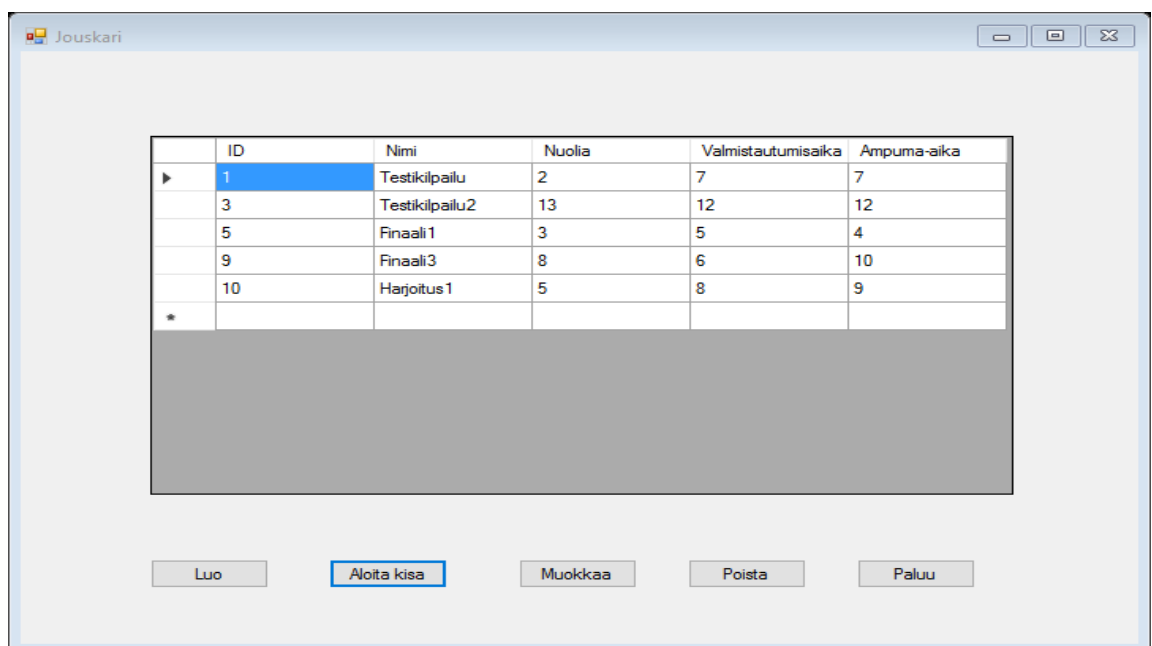 Jouskari
ID Nimi Nuolia Valmistautumisaika Ampuma-aika
1 Testikilpailu 2 7 7
3 Testikilpailu2 13 12 12
5 Finaali1 3 5 4
9 Finaali3 8 6 10
10 Harjoitus1 5 8 9
*
Luo Aloita kisa Muokkaa Poista Paluu